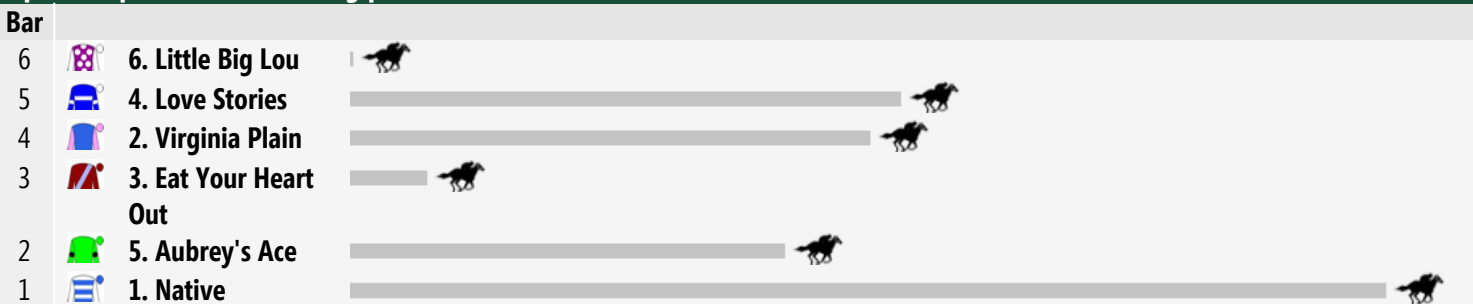 Bar
6 6. Little Big Lou
5 4. Love Stories
4 2. Virginia Plain
3 3. Eat Your Heart
Out
2 5. Aubrey's Ace
1 1. Native